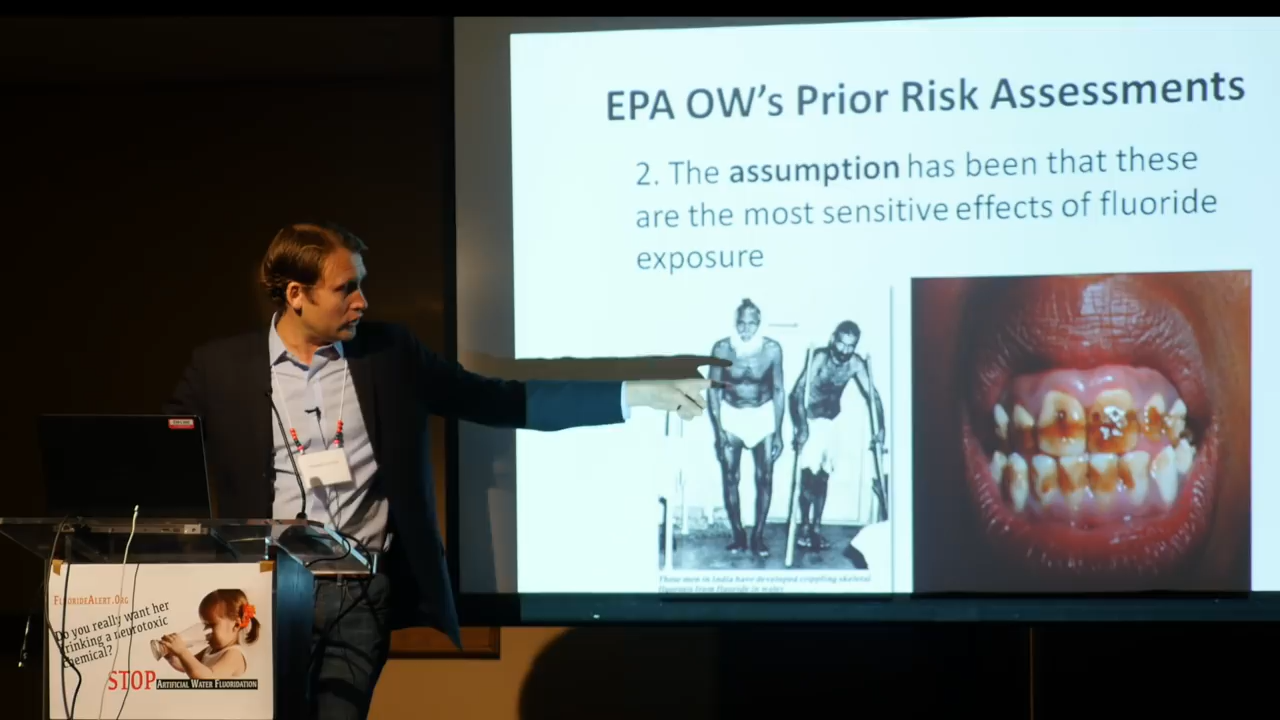 EPA OW's Prior Risk Assessments
2. The assumption has been that these
are the most sensitive effects of fluoride
exposure
These men in India have developed crippling skeletal
fluorosis from fluoride in water
FluorideAlert.Org
Do you really want her
drinking a neurotoxic
chemical?
STOP Artificial Water Fluoridation